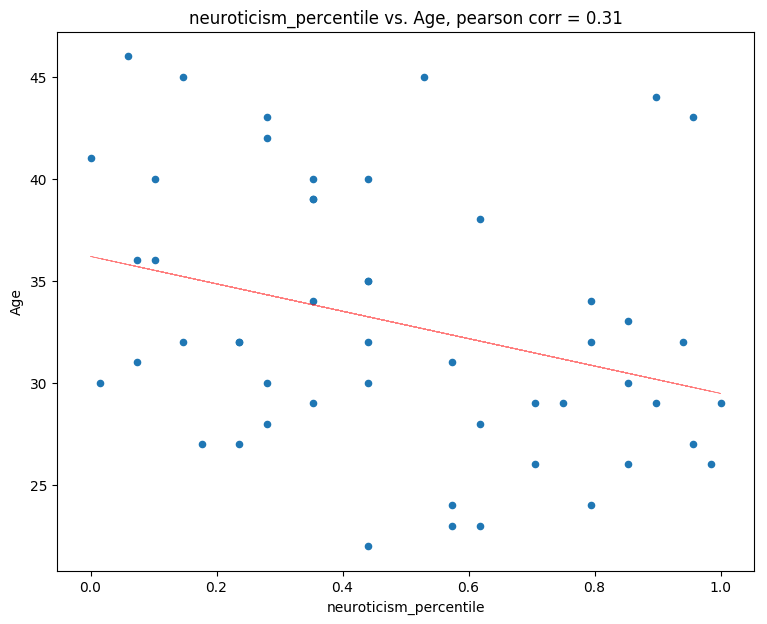 neuroticism_percentile vs. Age, pearson corr = 0.31
45
40
35
30
25
Age
0.0 0.2 0.4 0.6 0.8 1.0
neuroticism_percentile